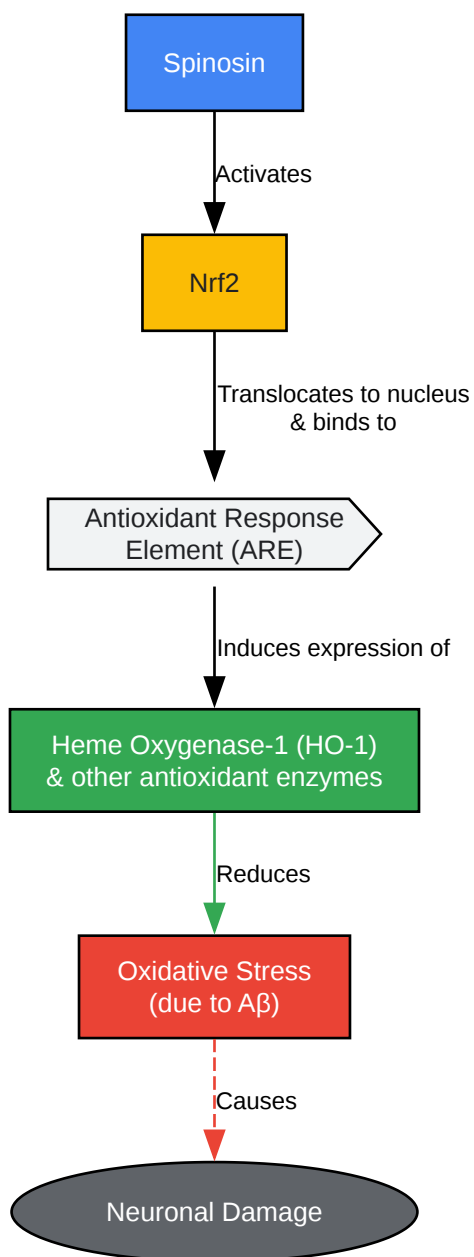 Spinosin
Activates
Nrf2
Translocates to nucleus
& binds to
Antioxidant Response
Element (ARE)
Induces expression of
Heme Oxygenase-1 (HO-1)
& other antioxidant enzymes
Reduces
Oxidative Stress
(due to Aβ)
Causes
Neuronal Damage